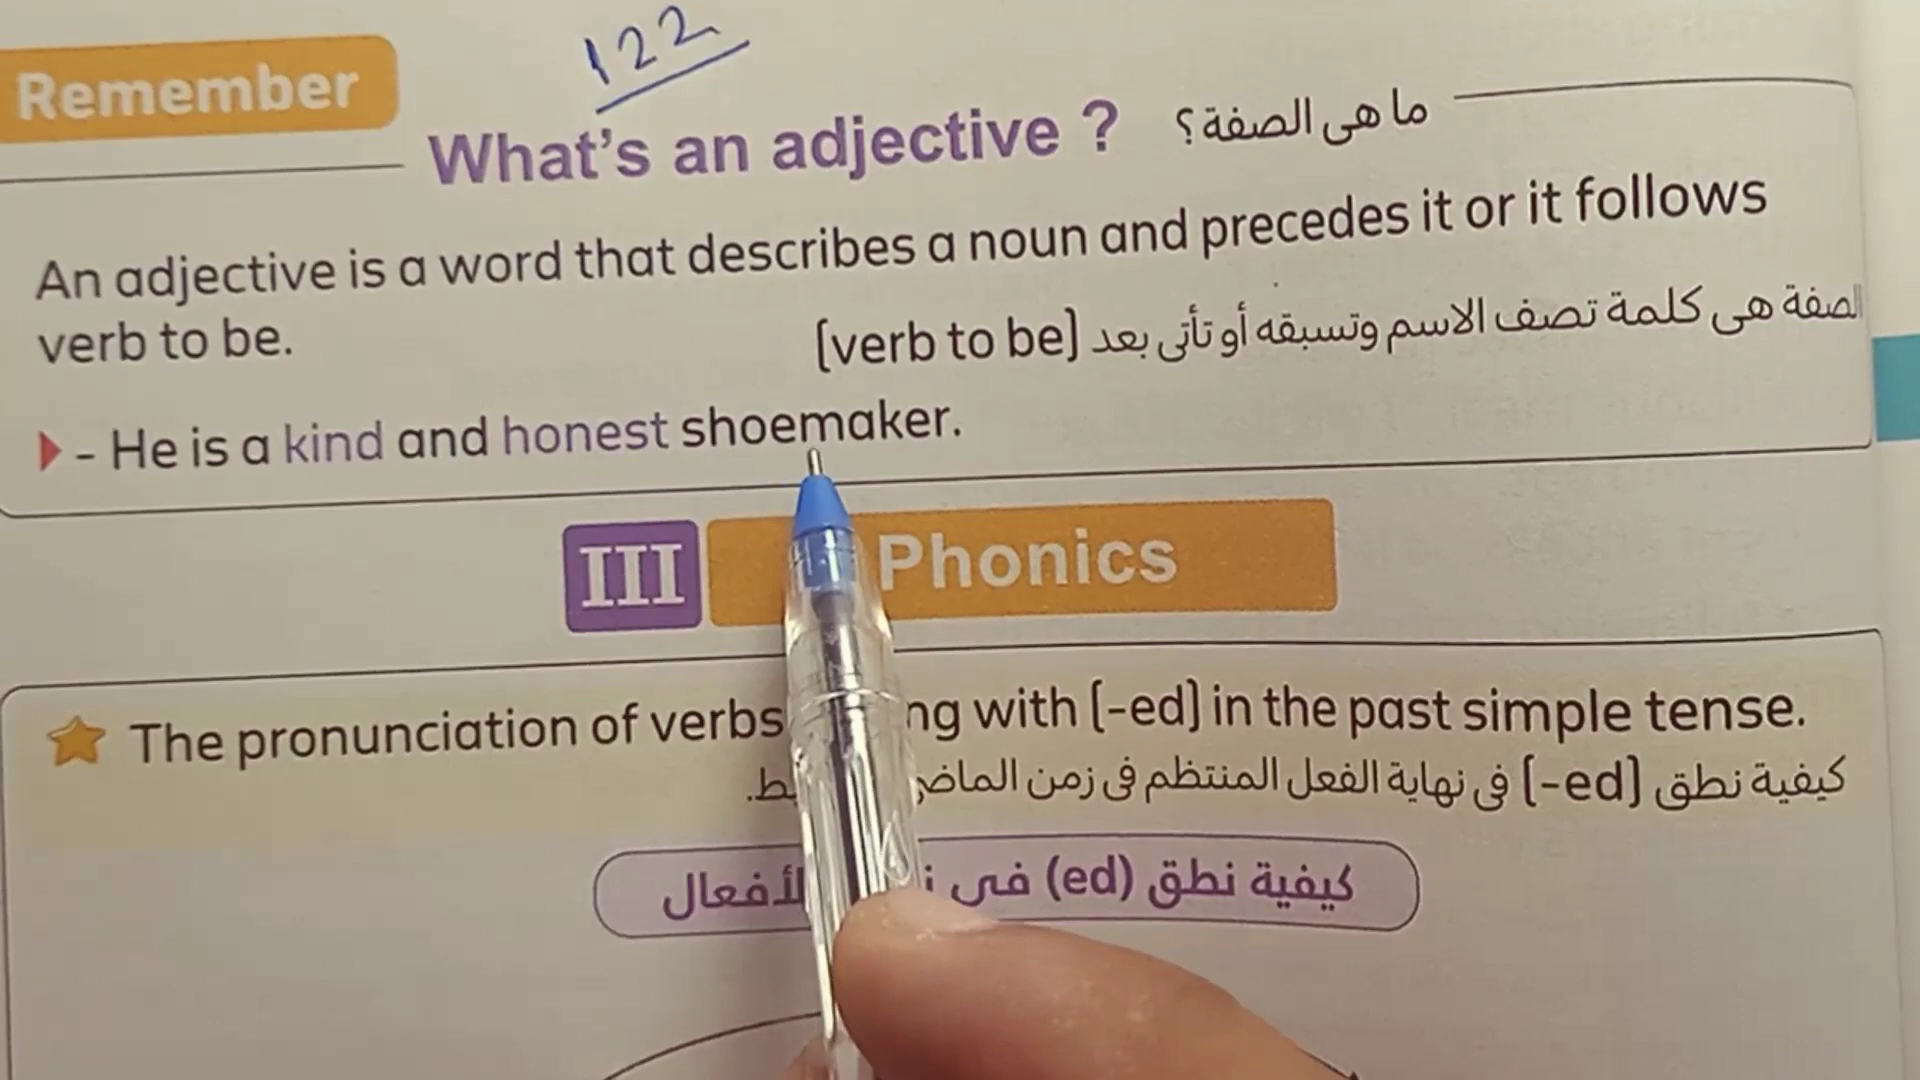 122
Remember
What's an adjective ? ما هى الصفة؟
An adjective is a word that describes a noun and precedes it or it follows
verb to be.
الصفة هى كلمة تصف الاسم وتسبقه أو تأتى بعد [verb to be]
- He is a kind and honest shoemaker.
III Phonics
The pronunciation of verbs with [-ed] in the past simple tense.
كيفية نطق [-ed] فى نهاية الفعل المنتظم فى زمن
كيفية نطق (ed) فى